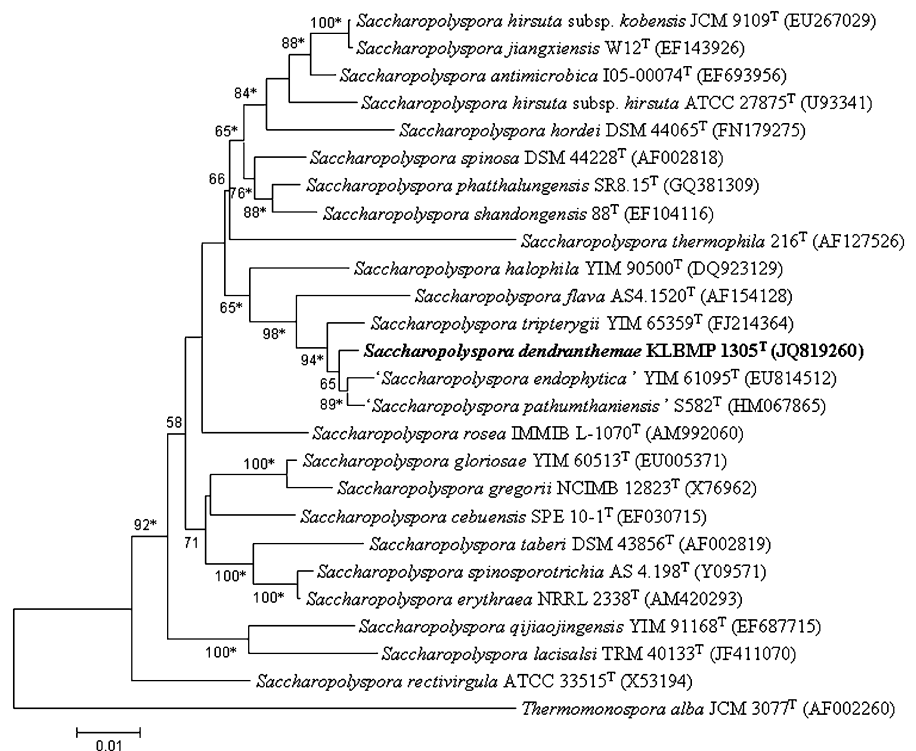 100* Saccharopolyspora hirsuta subsp. kobensis JCM 9109T (EU267029)
Saccharopolyspora jiangxiensis W12T (EF143926)
88*
Saccharopolyspora antimicrobica I05-00074T (EF693956)
84*
Saccharopolyspora hirsuta subsp. hirsuta ATCC 27875T (U93341)
65*
Saccharopolyspora hordei DSM 44065T (FN179275)
Saccharopolyspora spinosa DSM 44228T (AF002818)
66
76*
Saccharopolyspora phatthalungensis SR8.15T (GQ381309)
88*
Saccharopolyspora shandongensis 88T (EF104116)
Saccharopolyspora thermophila 216T (AF127526)
Saccharopolyspora halophila YIM 90500T (DQ923129)
65*
Saccharopolyspora flava AS4.1520T (AF154128)
98*
Saccharopolyspora tripterygii YIM 65359T (FJ214364)
94*
Saccharopolyspora dendranthemae KLBMP 1305T (JQ819260)
65
‘Saccharopolyspora endophytica’ YIM 61095T (EU814512)
89*
‘Saccharopolyspora pathumthaniensis’ S582T (HM067865)
58
Saccharopolyspora rosea IMMIB L-1070T (AM992060)
100*
Saccharopolyspora gloriosae YIM 60513T (EU005371)
Saccharopolyspora gregorii NCIMB 12823T (X76962)
92*
Saccharopolyspora cebuensis SPE 10-1T (EF030715)
71
Saccharopolyspora taberi DSM 43856T (AF002819)
100*
Saccharopolyspora spinosporotrichia AS 4.198T (Y09571)
100*
Saccharopolyspora erythraea NRRL 2338T (AM420293)
Saccharopolyspora qijiaojingensis YIM 91168T (EF687715)
100*
Saccharopolyspora lacisalsi TRM 40133T (JF411070)
Saccharopolyspora rectivirgula ATCC 33515T (X53194)
Thermomonospora alba JCM 3077T (AF002260)
0.01